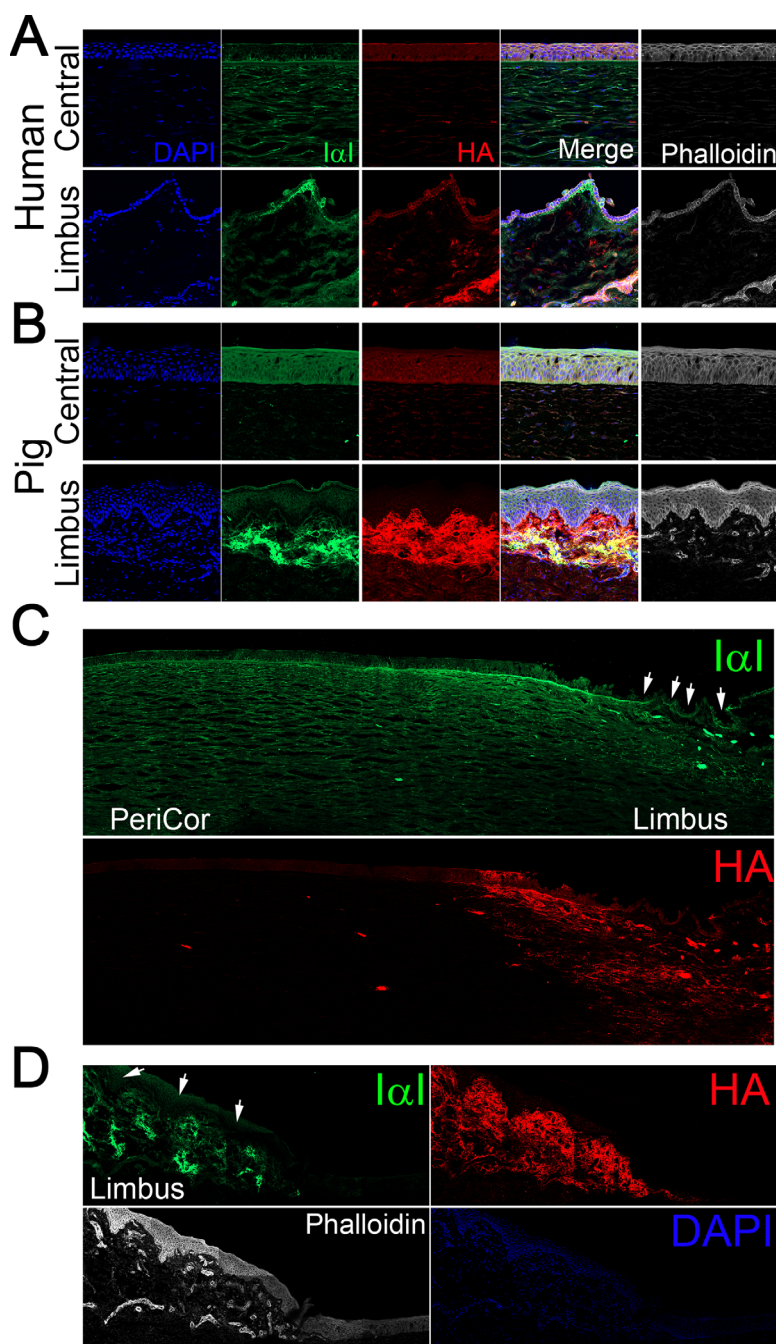 A
Human
Central
DAPI
IαI
HA
Merge
Phalloidin
Limbus
B
Pig
Central
Limbus
C
IαI
PeriCor
Limbus
HA
D
IαI
HA
Limbus
Phalloidin
DAPI